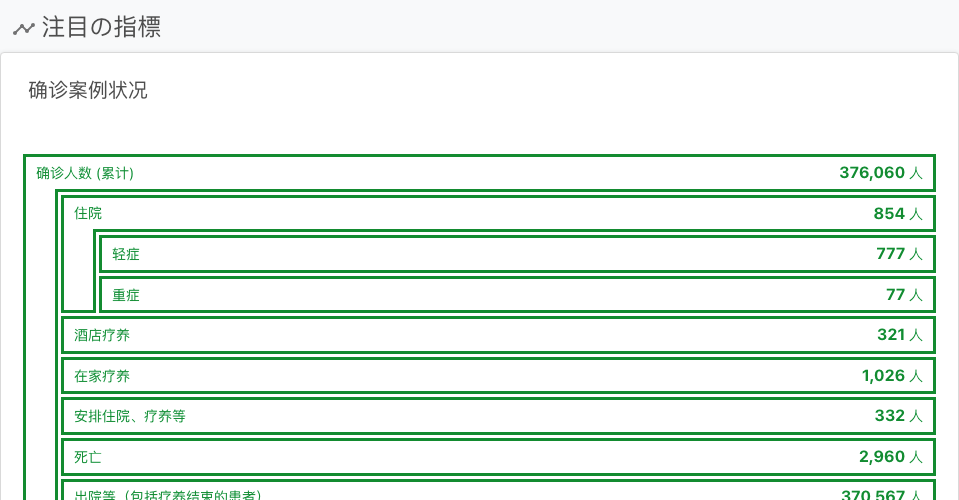 注目の指標
确诊案例状况
确诊人数 (累计) 376,060 人
住院 854 人
轻症 777 人
重症 77 人
酒店疗养 321 人
在家疗养 1,026 人
安排住院、疗养等 332 人
死亡 2,960 人
出院等（包括疗养结束的患者） 370,567 人